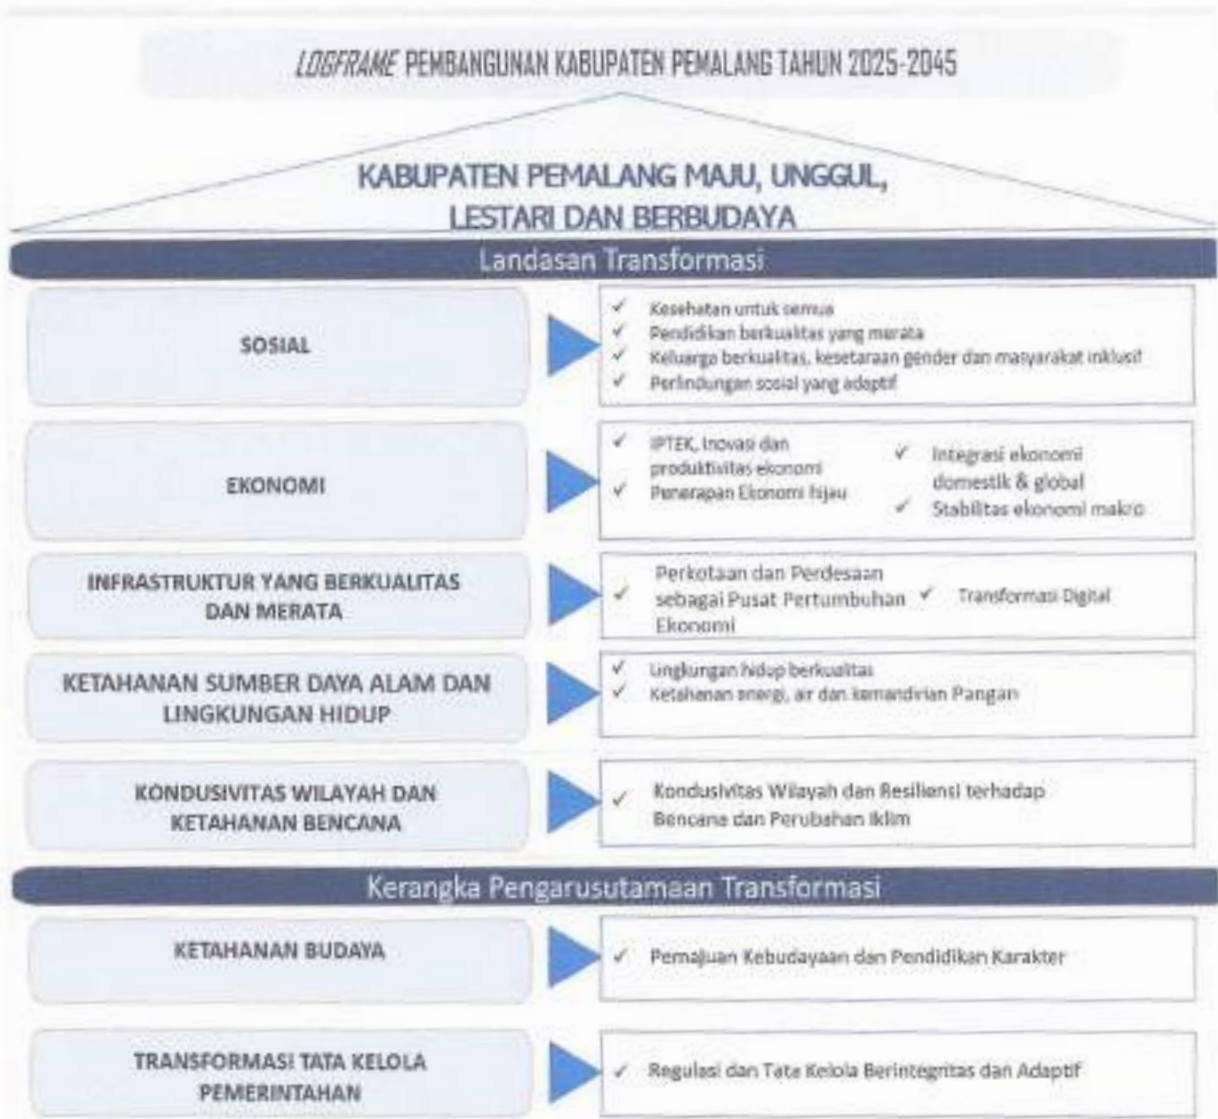 LOGFRAME PEMBANGUNAN KABUPATEN PEMALANG TAHUN 2025-2045
KABUPATEN PEMALANG MAJU, UNGGUL,
LESTARI DAN BERBUDAYA
Landasan Transformasi
SOSIAL
✓ Kesehatan untuk semua
✓ Pendidikan berkualitas yang merata
✓ Keluarga berkualitas, kesetaraan gender dan masyarakat inklusif
✓ Perlindungan sosial yang adaptif
EKONOMI
✓ IPTEK, Inovasi dan
produktivitas ekonomi
✓ Penerapan Ekonomi hijau
✓ Integrasi ekonomi
domestik & global
✓ Stabilitas ekonomi makro
INFRASTRUKTUR YANG BERKUALITAS
DAN MERATA
✓ Perkotaan dan Perdesaan
sebagai Pusat Pertumbuhan
Ekonomi
✓ Transformasi Digital
KETAHANAN SUMBER DAYA ALAM DAN
LINGKUNGAN HIDUP
✓ Lingkungan hidup berkualitas
✓ Ketahanan energi, air dan kemandirian Pangan
KONDUSIVITAS WILAYAH DAN
KETAHANAN BENCANA
✓ Kondusivitas Wilayah dan Resiliensi terhadap
Bencana dan Perubahan Iklim
Kerangka Pengarusutamaan Transformasi
KETAHANAN BUDAYA
✓ Pemajuan Kebudayaan dan Pendidikan Karakter
TRANSFORMASI TATA KELOLA
PEMERINTAHAN
✓ Regulasi dan Tata Kelola Berintegritas dan Adaptif